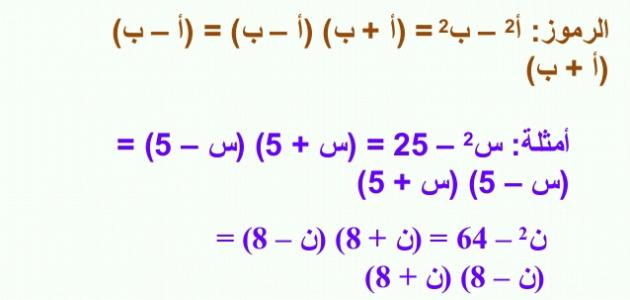 الرموز: أ² – ب² = (أ + ب) (أ – ب) = (أ – ب)
(أ + ب)
أمثلة: س² – 25 = (س + 5) (س – 5) =
(س – 5) (س + 5)
ن² – 64 = (ن + 8) (ن – 8) =
(ن – 8) (ن + 8)